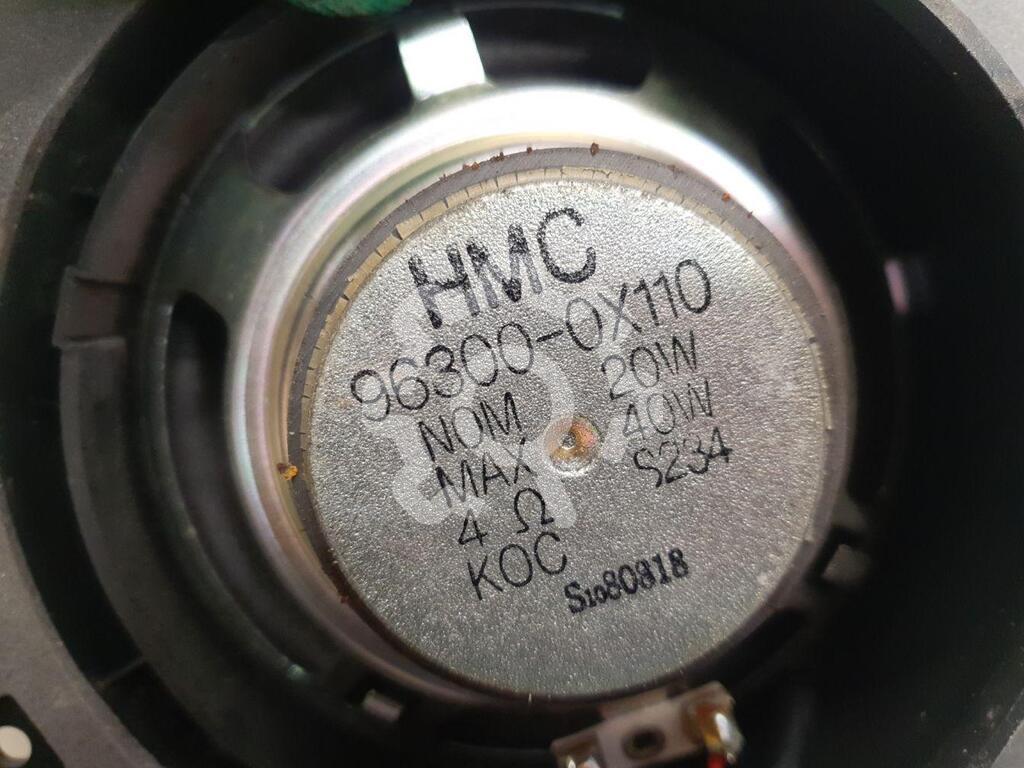 HMC
96300-0X110
NOM 20W
MAX 40W
4 Ω S234
KOC
S1080818